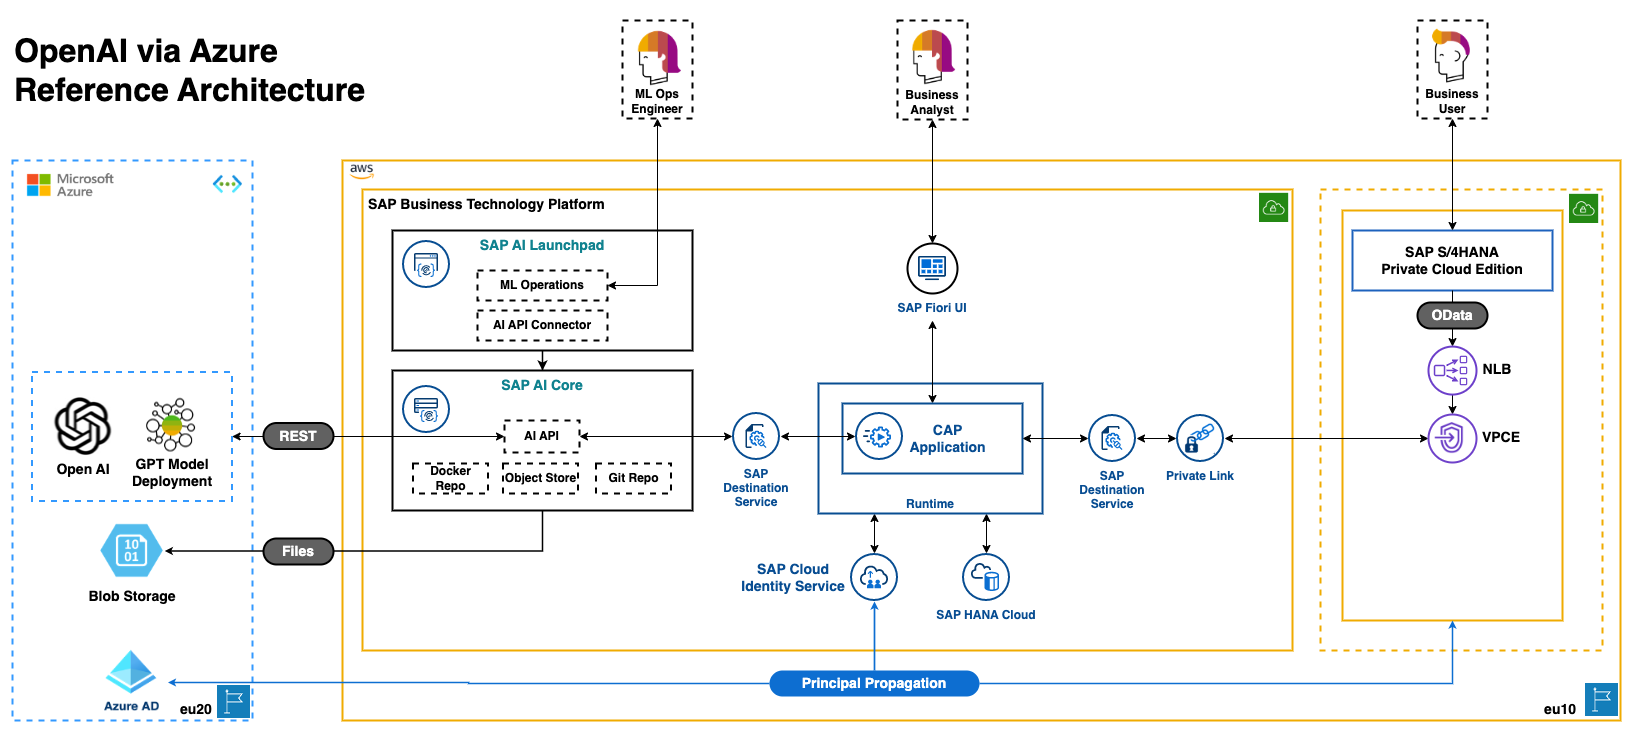 OpenAI via Azure
Reference Architecture
ML Ops
Engineer
Business
Analyst
Business
User
Microsoft
Azure
aws
SAP Business Technology Platform
SAP AI Launchpad
ML Operations
AI API Connector
SAP Fiori UI
SAP S/4HANA
Private Cloud Edition
OData
NLB
VPCE
SAP AI Core
AI API
Docker
Repo
Object Store
Git Repo
REST
Open AI
GPT Model
Deployment
SAP
Destination
Service
CAP
Application
Runtime
SAP
Destination
Service
Private Link
Files
10
01
Blob Storage
SAP Cloud
Identity Service
SAP HANA Cloud
Principal Propagation
Azure AD
eu20
eu10